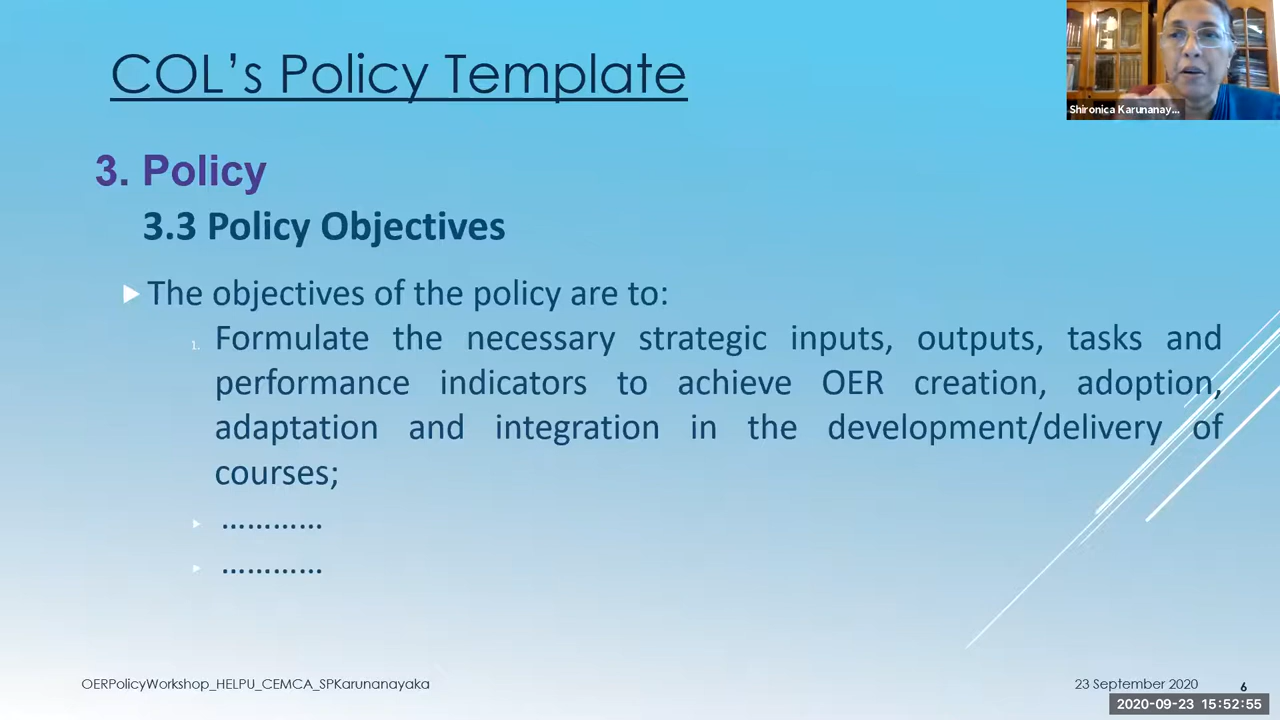 COL’s Policy Template
Shironica Karunanay...
3. Policy
3.3 Policy Objectives
The objectives of the policy are to:
1. Formulate the necessary strategic inputs, outputs, tasks and
performance indicators to achieve OER creation, adoption,
adaptation and integration in the development/delivery of
courses;
…………
…………
OERPolicyWorkshop_HELPU_CEMCA_SPKarunanayaka
23 September 2020 6
2020-09-23 15:52:55